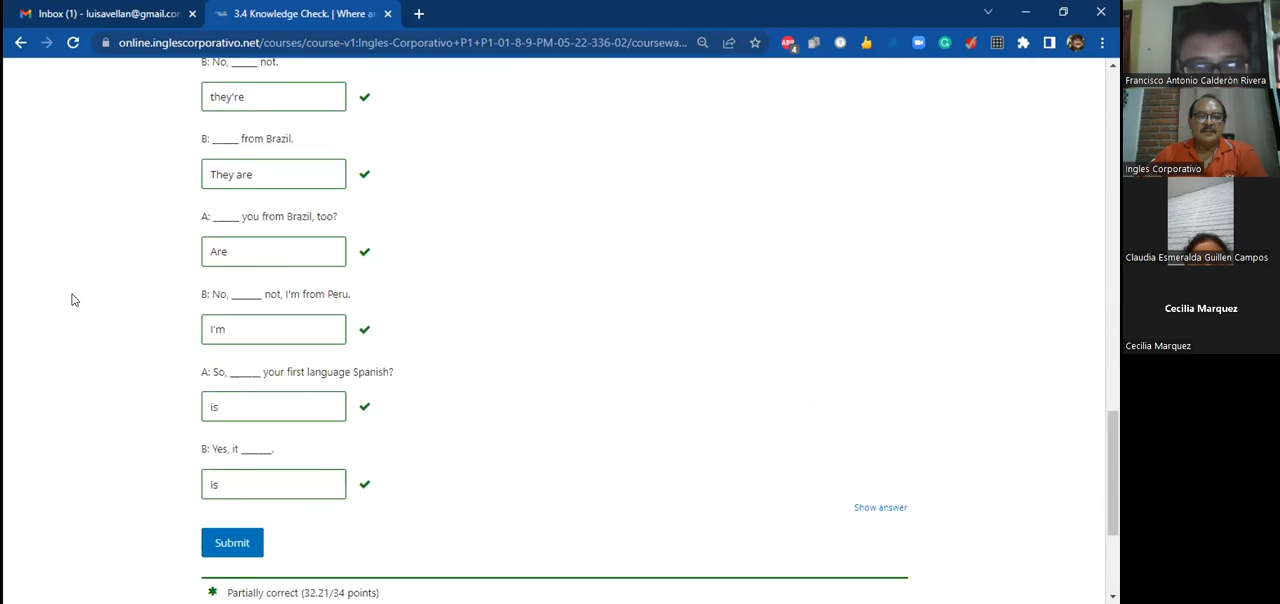 Inbox (1) - luisavellan@gmail.con
3.4 Knowledge Check. | Where ar
online.inglescorporativo.net/courses/course-v1:Ingles-Corporativo+P1+P1-01-8-9-PM-05-22-336-02/coursewa...
4
B: No, _____ not.
they're
B: _____ from Brazil.
They are
A: _____ you from Brazil, too?
Are
B: No, ______ not, I'm from Peru.
I'm
A: So, ______ your first language Spanish?
is
B: Yes, it ______.
is
Show answer
Submit
Partially correct (32.21/34 points)
Francisco Antonio Calderòn Rivera
Ingles Corporativo
Claudia Esmeralda Guillen Campos
Cecilia Marquez
Cecilia Marquez